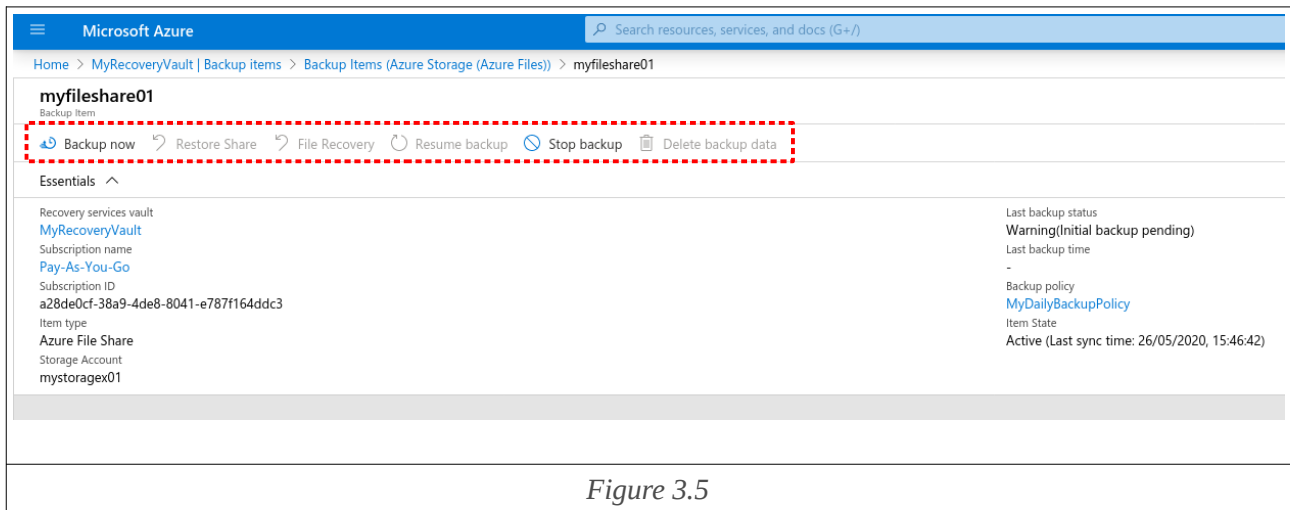 Microsoft Azure
Search resources, services, and docs (G+/)
Home > MyRecoveryVault | Backup items > Backup Items (Azure Storage (Azure Files)) > myfileshare01
myfileshare01
Backup Item
Backup now Restore Share File Recovery Resume backup Stop backup Delete backup data
Essentials
Recovery services vault
MyRecoveryVault
Subscription name
Pay-As-You-Go
Subscription ID
a28de0cf-38a9-4de8-8041-e787f164ddc3
Item type
Azure File Share
Storage Account
mystoragex01
Last backup status
Warning(Initial backup pending)
Last backup time
-
Backup policy
MyDailyBackupPolicy
Item State
Active (Last sync time: 26/05/2020, 15:46:42)
Figure 3.5